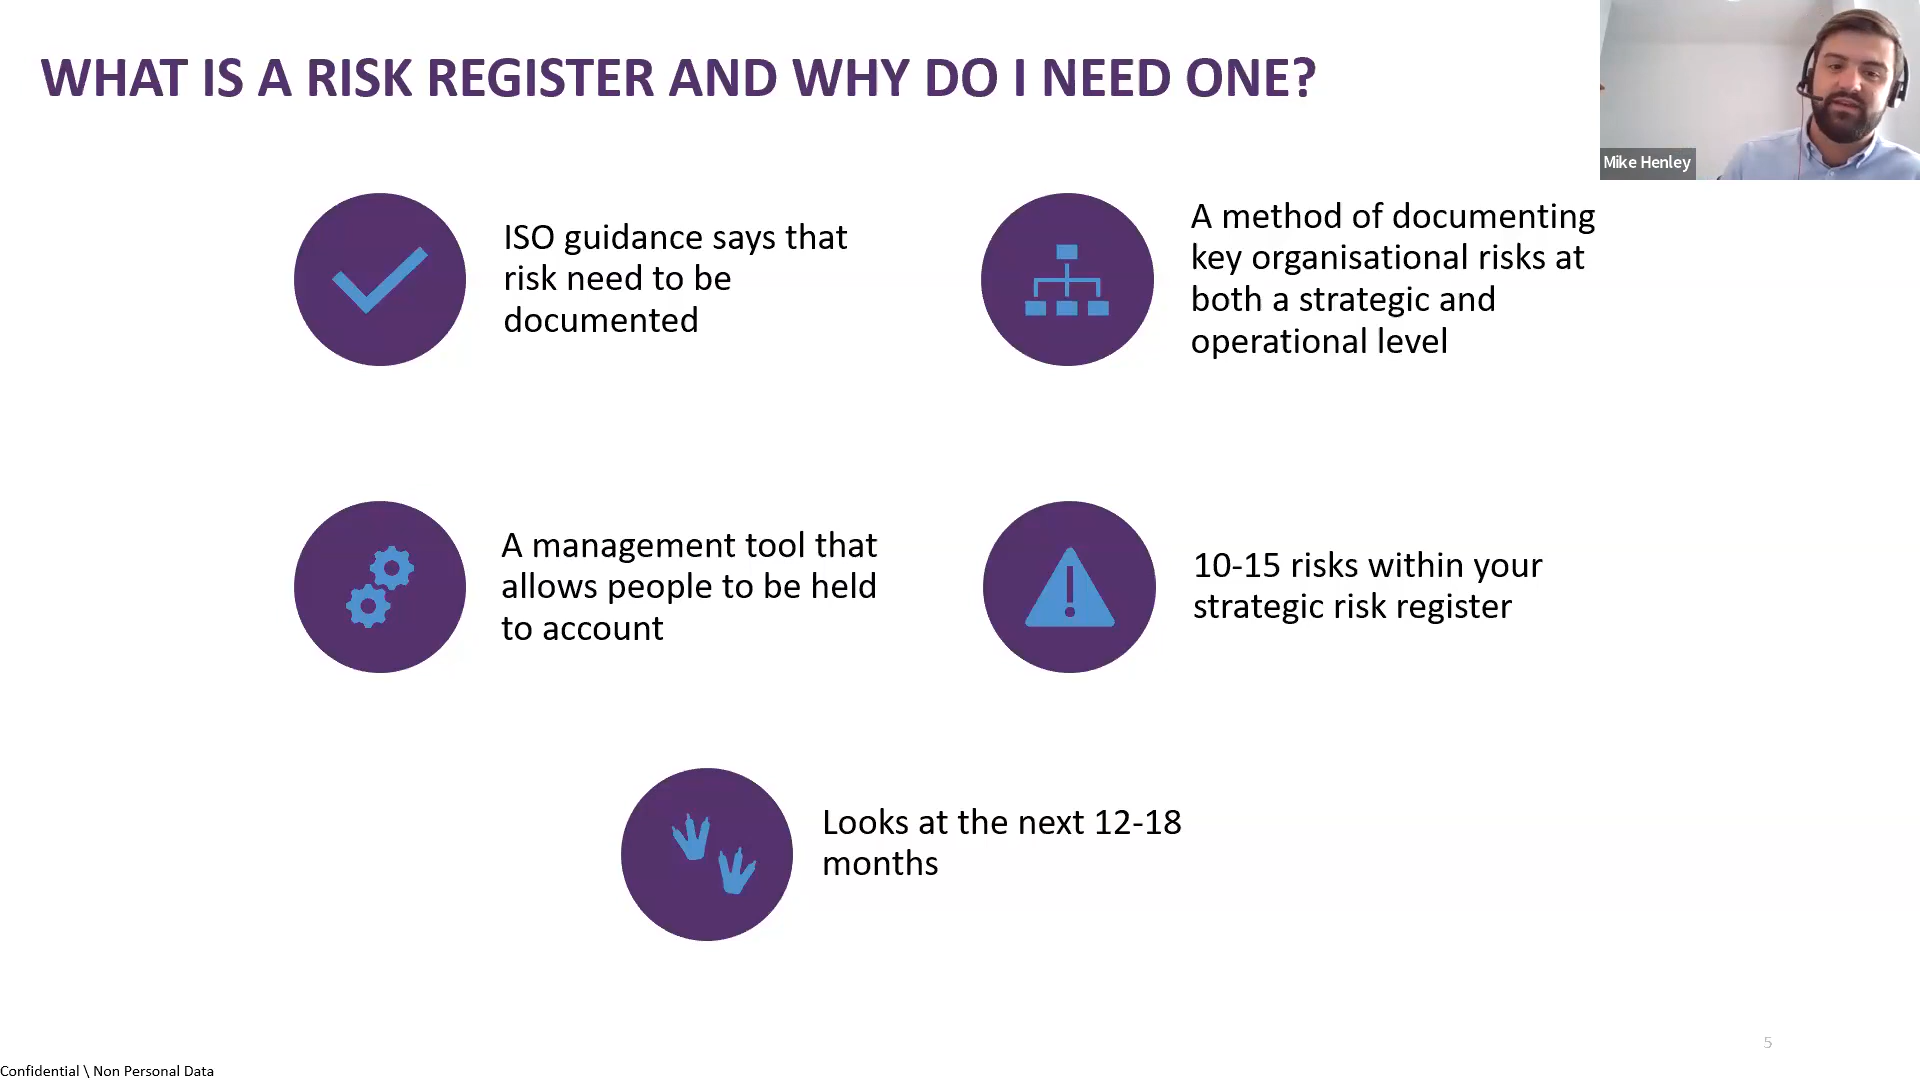 WHAT IS A RISK REGISTER AND WHY DO I NEED ONE?
Mike Henley
ISO guidance says that
risk need to be
documented
A method of documenting
key organisational risks at
both a strategic and
operational level
A management tool that
allows people to be held
to account
10-15 risks within your
strategic risk register
Looks at the next 12-18
months
5
Confidential \ Non Personal Data